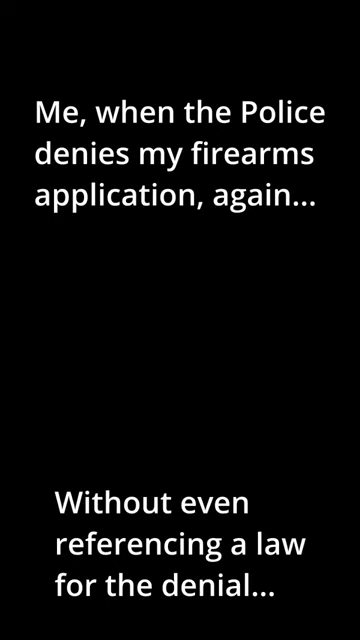 Me, when the Police
denies my firearms
application, again...
Without even
referencing a law
for the denial...